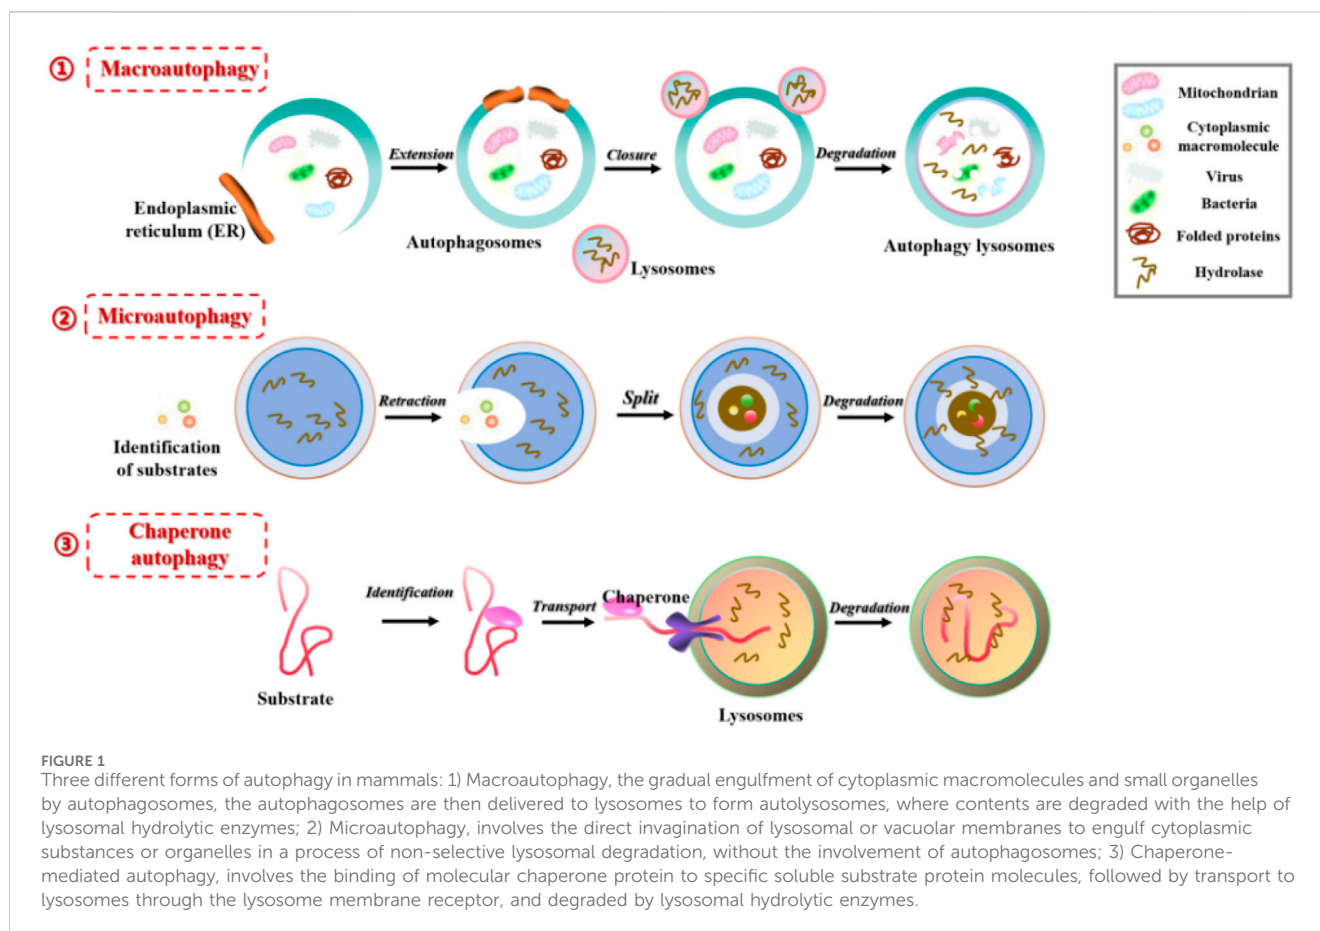 ① Macroautophagy
Endoplasmic
reticulum (ER)
Extension
Autophagosomes
Closure
Lysosomes
Degradation
Autophagy lysosomes
Mitochondrian
Cytoplasmic
macromolecule
Virus
Bacteria
Folded proteins
Hydrolase
② Microautophagy
Identification
of substrates
Retraction
Split
Degradation
③ Chaperone
autophagy
Substrate
Identification
Transport
Chaperone
Lysosomes
Degradation
FIGURE 1
Three different forms of autophagy in mammals: 1) Macroautophagy, the gradual engulfment of cytoplasmic macromolecules and small organelles
by autophagosomes, the autophagosomes are then delivered to lysosomes to form autolysosomes, where contents are degraded with the help of
lysosomal hydrolytic enzymes; 2) Microautophagy, involves the direct invagination of lysosomal or vacuolar membranes to engulf cytoplasmic
substances or organelles in a process of non-selective lysosomal degradation, without the involvement of autophagosomes; 3) Chaperone-
mediated autophagy, involves the binding of molecular chaperone protein to specific soluble substrate protein molecules, followed by transport to
lysosomes through the lysosome membrane receptor, and degraded by lysosomal hydrolytic enzymes.